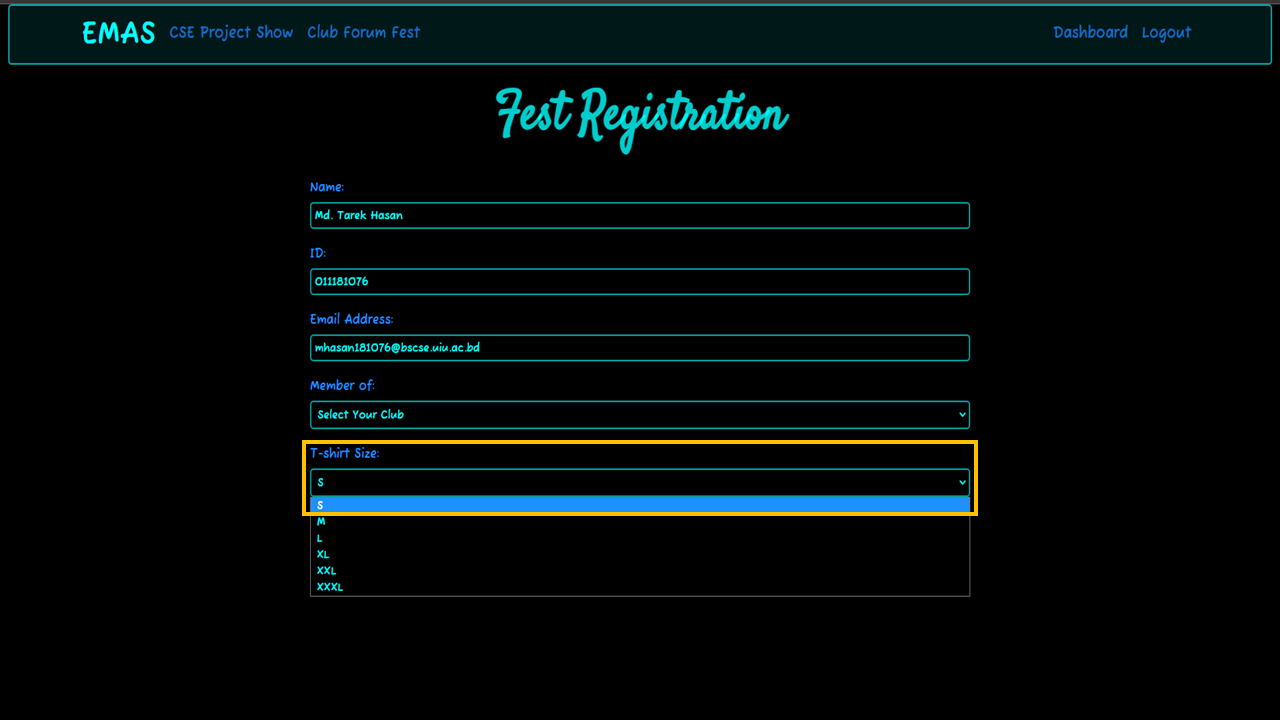 EMAS CSE Project Show Club Forum Fest Dashboard Logout
Fest Registration
Name:
Md. Tarek Hasan
ID:
011181076
Email Address:
mhasan181076@bscse.uiu.ac.bd
Member of:
Select Your Club
T-shirt Size:
S
S
M
L
XL
XXL
XXXL